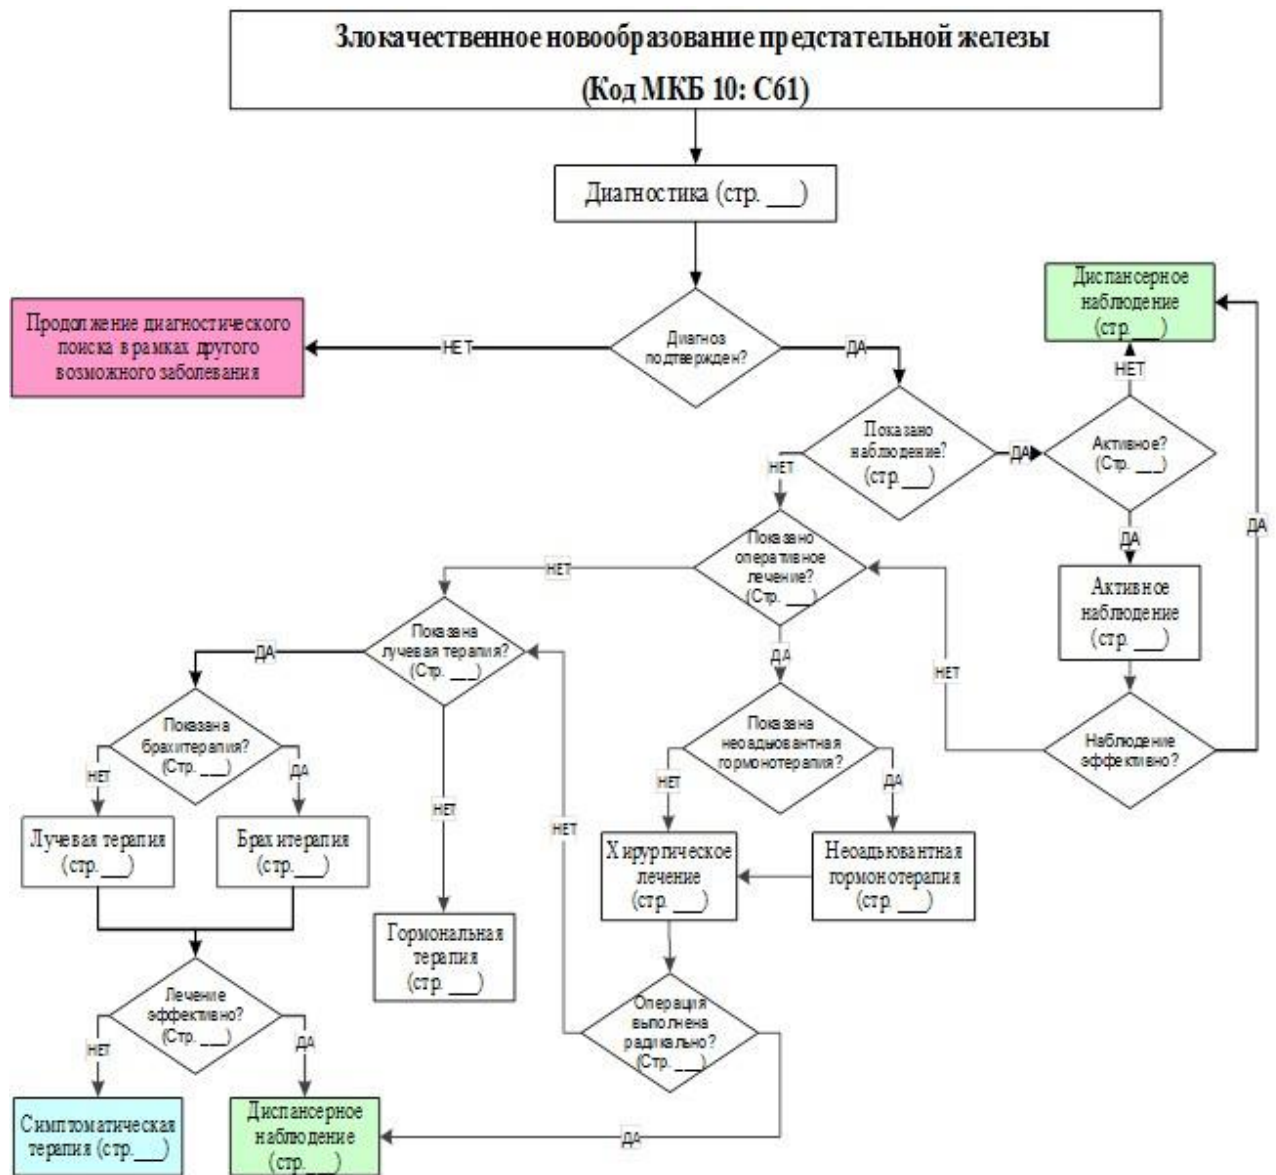 Злокачественное новообразование предстательной железы
(Код МКБ 10: С61)
Диагностика (стр. ___)
Диагноз
подтвержден?
НЕТ
ДА
Продолжение диагностического
поиска в рамках другого
возможного заболевания
Показано
наблюдение?
(стр.___)
НЕТ
ДА
Активное?
(Стр. ___)
НЕТ
ДА
Диспансерное
наблюдение
(стр.___)
Активное
наблюдение
(стр. ___)
Наблюдение
эффективно?
ДА
НЕТ
Показано
оперативное
лечение?
(Стр. ___)
НЕТ
ДА
Показана
лучевая терапия?
(Стр. ___)
ДА
НЕТ
Показана
неоадьювантная
гормонотерапия?
НЕТ
ДА
Показана
брахитерапия?
(Стр. ___)
НЕТ
ДА
Лучевая терапия
(стр. ___)
Брахитерапия
(стр. ___)
Хирургическое
лечение
(стр. ___)
Неоадьювантная
гормонотерапия
(стр. ___)
Гормональная
терапия
(стр. ___)
НЕТ
Лечение
эффективно?
(Стр. ___)
НЕТ
ДА
Операция
выполнена
радикально?
(Стр. ___)
ДА
Симптоматическая
терапия (стр.___)
Диспансерное
наблюдение
(стр.___)